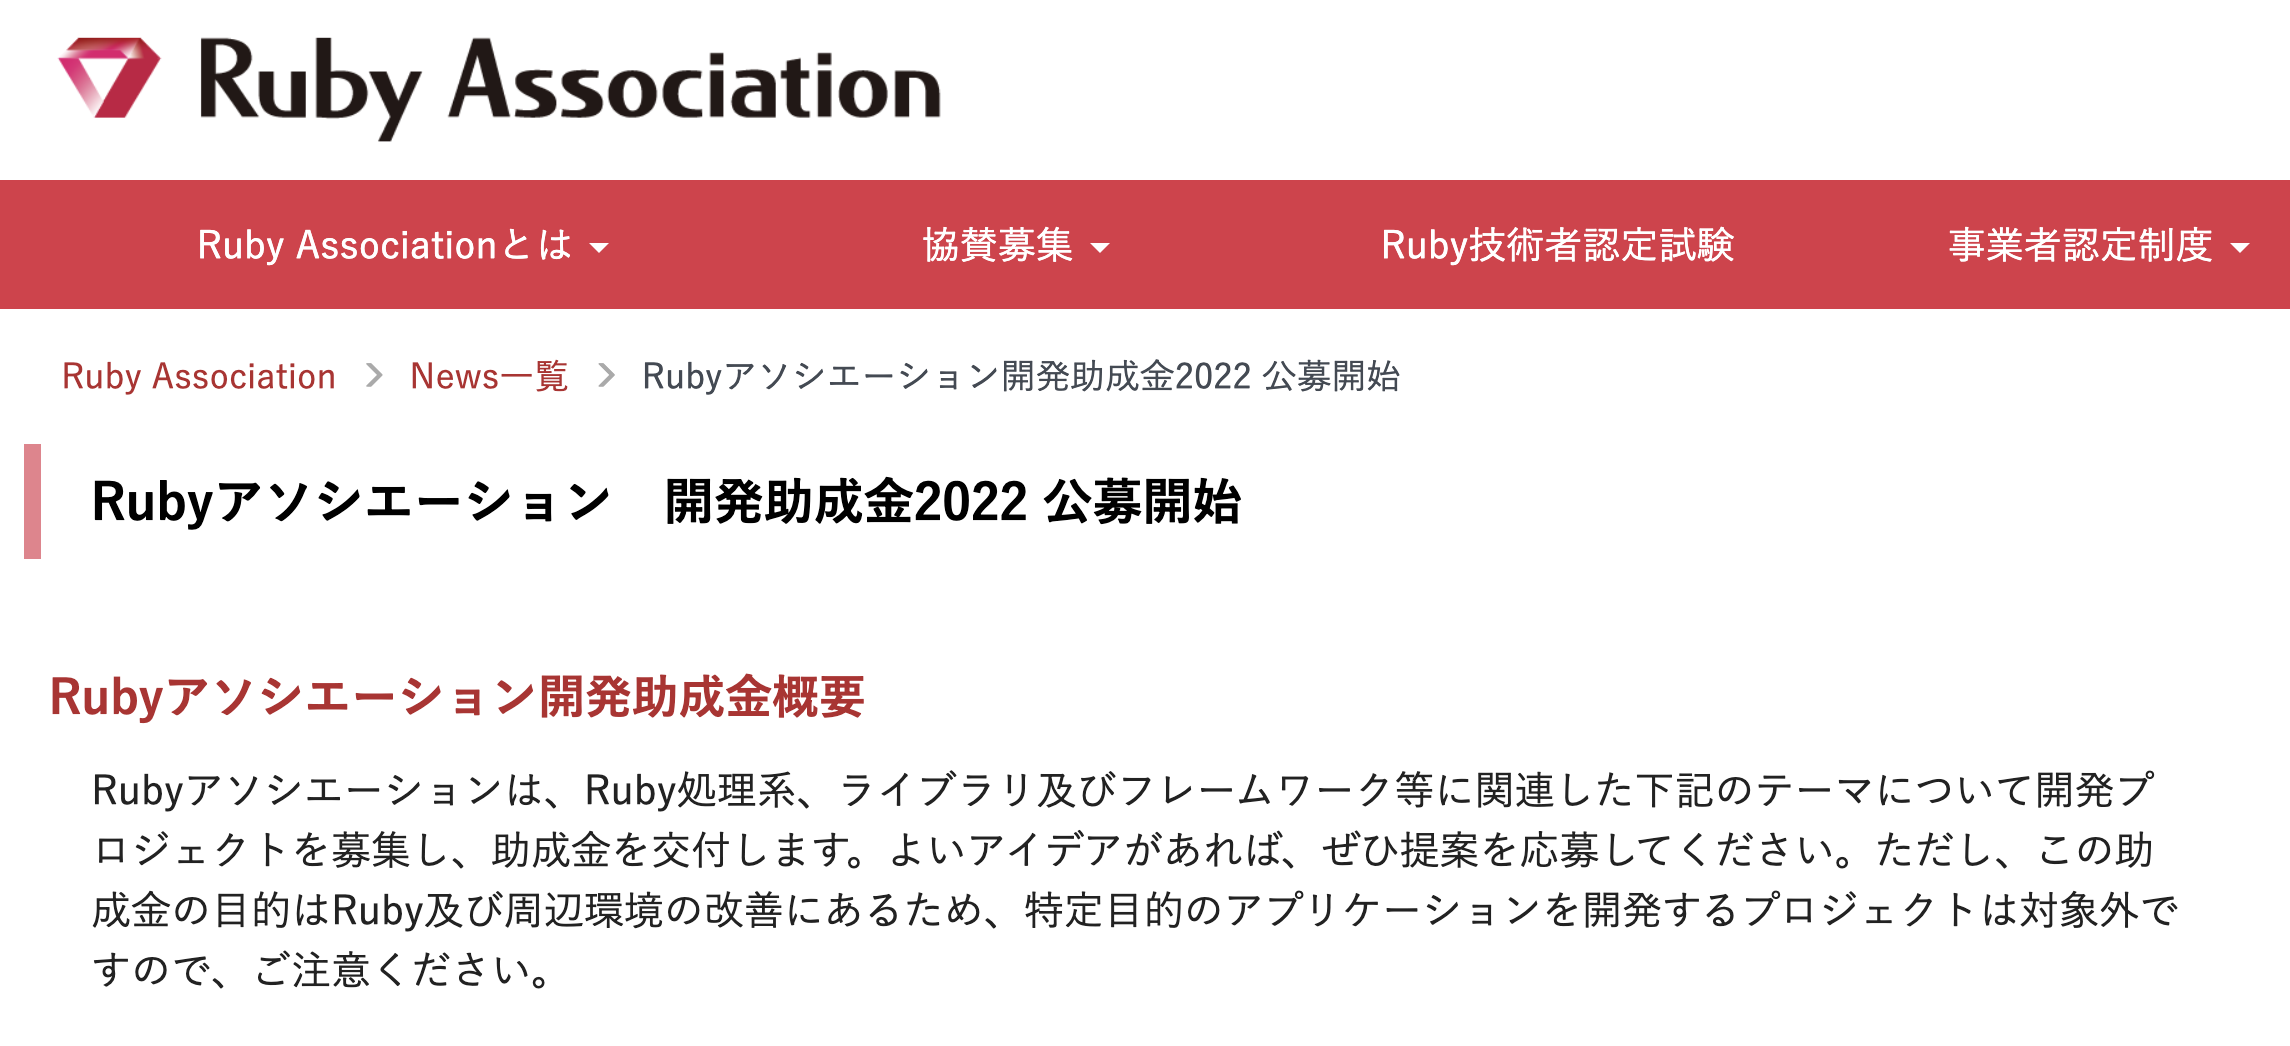 Ruby Association
Ruby Associationとは
協賛募集
Ruby技術者認定試験
事業者認定制度
Ruby Association > News一覧 > Rubyアソシエーション開発助成金2022 公募開始
Rubyアソシエーション　開発助成金2022 公募開始
Rubyアソシエーション開発助成金概要
Rubyアソシエーションは、Ruby処理系、ライブラリ及びフレームワーク等に関連した下記のテーマについて開発プ
ロジェクトを募集し、助成金を交付します。よいアイデアがあれば、ぜひ提案を応募してください。ただし、この助
成金の目的はRuby及び周辺環境の改善にあるため、特定目的のアプリケーションを開発するプロジェクトは対象外で
すので、ご注意ください。